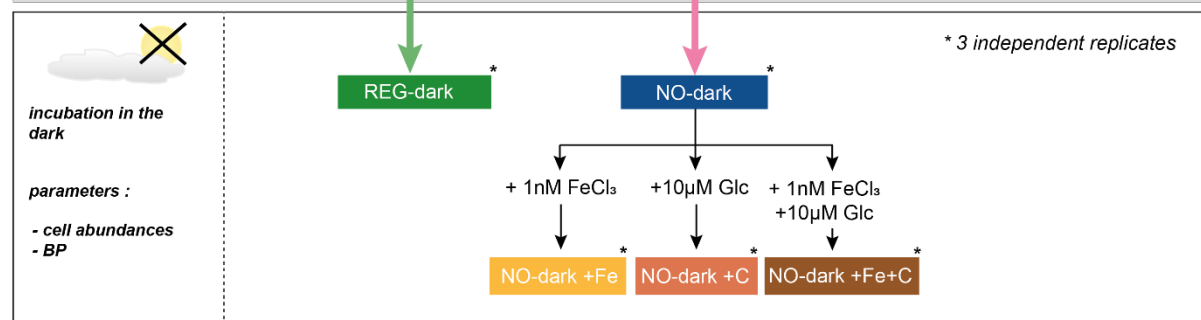 * 3 independent replicates
incubation in the
dark
parameters :
- cell abundances
- BP
REG-dark *
NO-dark *
+ 1nM FeCl₃
+10µM Glc
+ 1nM FeCl₃
+10µM Glc
NO-dark +Fe *
NO-dark +C *
NO-dark +Fe+C *